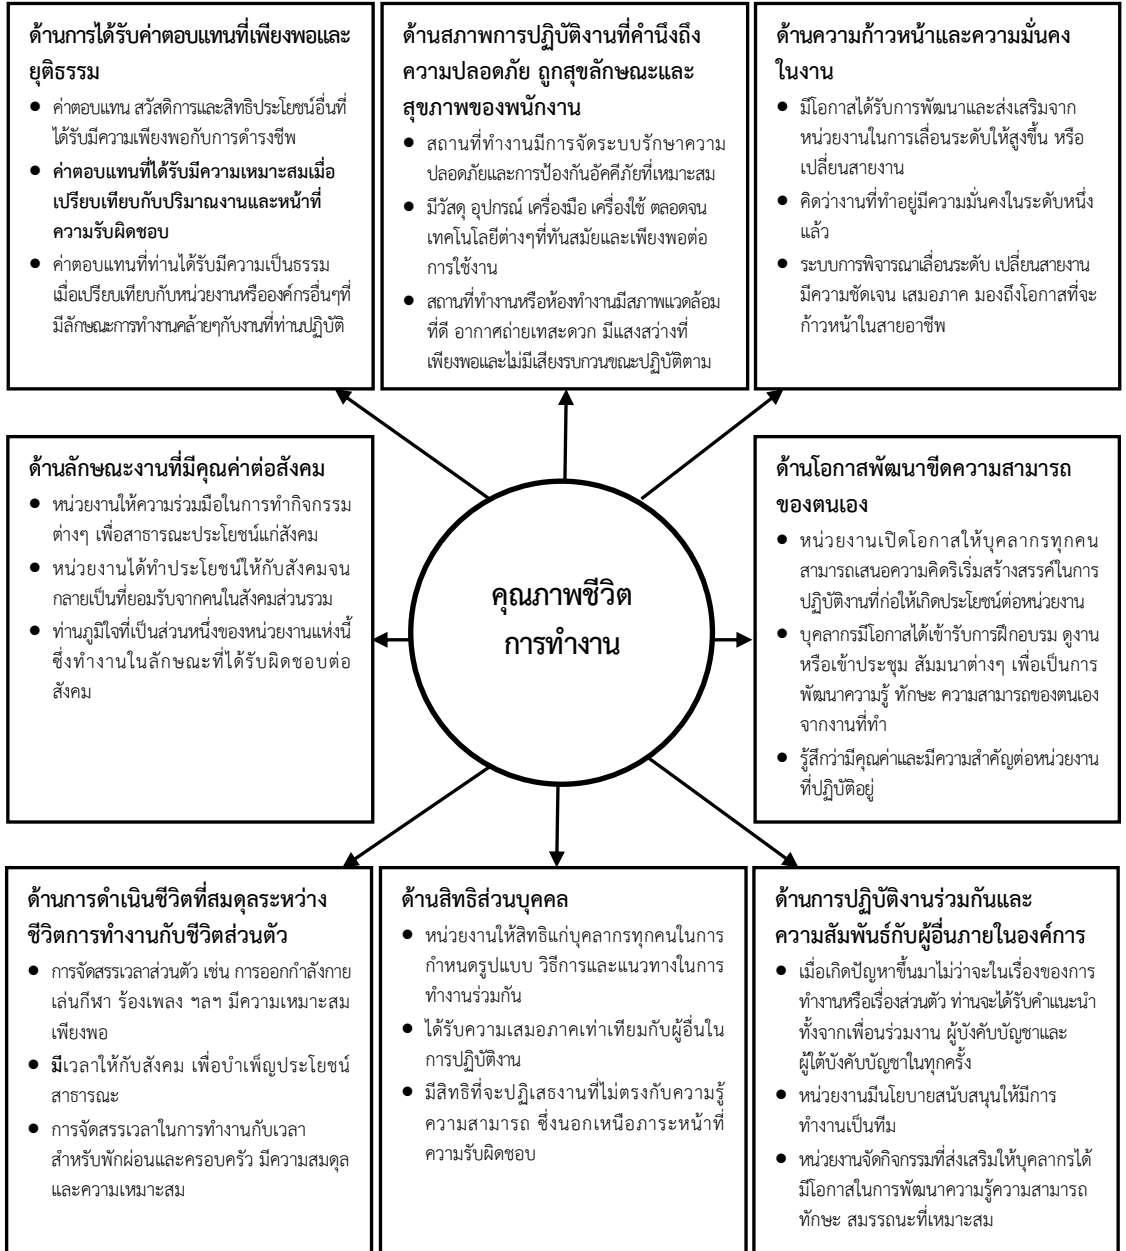 ด้านการได้รับค่าตอบแทนที่เพียงพอและ
ยุติธรรม
● ค่าตอบแทน สวัสดิการและสิทธิประโยชน์อื่นที่
ได้รับมีความเพียงพอกับการดำรงชีพ
● ค่าตอบแทนที่ได้รับมีความเหมาะสมเมื่อ
เปรียบเทียบกับปริมาณงานและหน้าที่
ความรับผิดชอบ
● ค่าตอบแทนที่ท่านได้รับมีความเป็นธรรม
เมื่อเปรียบเทียบกับหน่วยงานหรือองค์กรอื่นๆที่
มีลักษณะการทำงานคล้ายๆกับงานที่ท่านปฏิบัติ
ด้านสภาพการปฏิบัติงานที่คำนึงถึง
ความปลอดภัย ถูกสุขลักษณะและ
สุขภาพของพนักงาน
● สถานที่ทำงานมีการจัดระบบรักษาความ
ปลอดภัยและการป้องกันอัคคีภัยที่เหมาะสม
● มีวัสดุ อุปกรณ์ เครื่องมือ เครื่องใช้ ตลอดจน
เทคโนโลยีต่างๆที่ทันสมัยและเพียงพอต่อ
การใช้งาน
● สถานที่ทำงานหรือห้องทำงานมีสภาพแวดล้อม
ที่ดี อากาศถ่ายเทสะดวก มีแสงสว่างที่
เพียงพอและไม่มีเสียงรบกวนขณะปฏิบัติตาม
ด้านความก้าวหน้าและความมั่นคง
ในงาน
● มีโอกาสได้รับการพัฒนาและส่งเสริมจาก
หน่วยงานในการเลื่อนระดับให้สูงขึ้น หรือ
เปลี่ยนสายงาน
● คิดว่างานที่ทำอยู่มีความมั่นคงในระดับหนึ่ง
แล้ว
● ระบบการพิจารณาเลื่อนระดับ เปลี่ยนสายงาน
มีความชัดเจน เสมอภาค มองถึงโอกาสที่จะ
ก้าวหน้าในสายอาชีพ
ด้านลักษณะงานที่มีคุณค่าต่อสังคม
● หน่วยงานให้ความร่วมมือในการทำกิจกรรม
ต่างๆ เพื่อสาธารณะประโยชน์แก่สังคม
● หน่วยงานได้ทำประโยชน์ให้กับสังคมจน
กลายเป็นที่ยอมรับจากคนในสังคมส่วนรวม
● ท่านภูมิใจที่เป็นส่วนหนึ่งของหน่วยงานแห่งนี้
ซึ่งทำงานในลักษณะที่ได้รับผิดชอบต่อ
สังคม
คุณภาพชีวิต
การทำงาน
ด้านโอกาสพัฒนาขีดความสามารถ
ของตนเอง
● หน่วยงานเปิดโอกาสให้บุคลากรทุกคน
สามารถเสนอความคิดริเริ่มสร้างสรรค์ในการ
ปฏิบัติงานที่ก่อให้เกิดประโยชน์ต่อหน่วยงาน
● บุคลากรมีโอกาสได้เข้ารับการฝึกอบรม ดูงาน
หรือเข้าประชุม สัมมนาต่างๆ เพื่อเป็นการ
พัฒนาความรู้ ทักษะ ความสามารถของตนเอง
จากงานที่ทำ
● รู้สึกว่ามีคุณค่าและมีความสำคัญต่อหน่วยงาน
ที่ปฏิบัติอยู่
ด้านการดำเนินชีวิตที่สมดุลระหว่าง
ชีวิตการทำงานกับชีวิตส่วนตัว
● การจัดสรรเวลาส่วนตัว เช่น การออกกำลังกาย
เล่นกีฬา ร้องเพลง ฯลฯ มีความเหมาะสม
เพียงพอ
● มีเวลาให้กับสังคม เพื่อบำเพ็ญประโยชน์
สาธารณะ
● การจัดสรรเวลาในการทำงานกับเวลา
สำหรับพักผ่อนและครอบครัว มีความสมดุล
และความเหมาะสม
ด้านสิทธิส่วนบุคคล
● หน่วยงานให้สิทธิแก่บุคลากรทุกคนในการ
กำหนดรูปแบบ วิธีการและแนวทางในการ
ทำงานร่วมกัน
● ได้รับความเสมอภาคเท่าเทียมกับผู้อื่นใน
การปฏิบัติงาน
● มีสิทธิที่จะปฏิเสธงานที่ไม่ตรงกับความรู้
ความสามารถ ซึ่งนอกเหนือภาระหน้าที่
ความรับผิดชอบ
ด้านการปฏิบัติงานร่วมกันและ
ความสัมพันธ์กับผู้อื่นภายในองค์การ
● เมื่อเกิดปัญหาขึ้นมาไม่ว่าจะในเรื่องของการ
ทำงานหรือเรื่องส่วนตัว ท่านจะได้รับคำแนะนำ
ทั้งจากเพื่อนร่วมงาน ผู้บังคับบัญชาและ
ผู้ใต้บังคับบัญชาในทุกครั้ง
● หน่วยงานมีนโยบายสนับสนุนให้มีการ
ทำงานเป็นทีม
● หน่วยงานจัดกิจกรรมที่ส่งเสริมให้บุคลากรได้
มีโอกาสในการพัฒนาความรู้ความสามารถ
ทักษะ สมรรถนะที่เหมาะสม